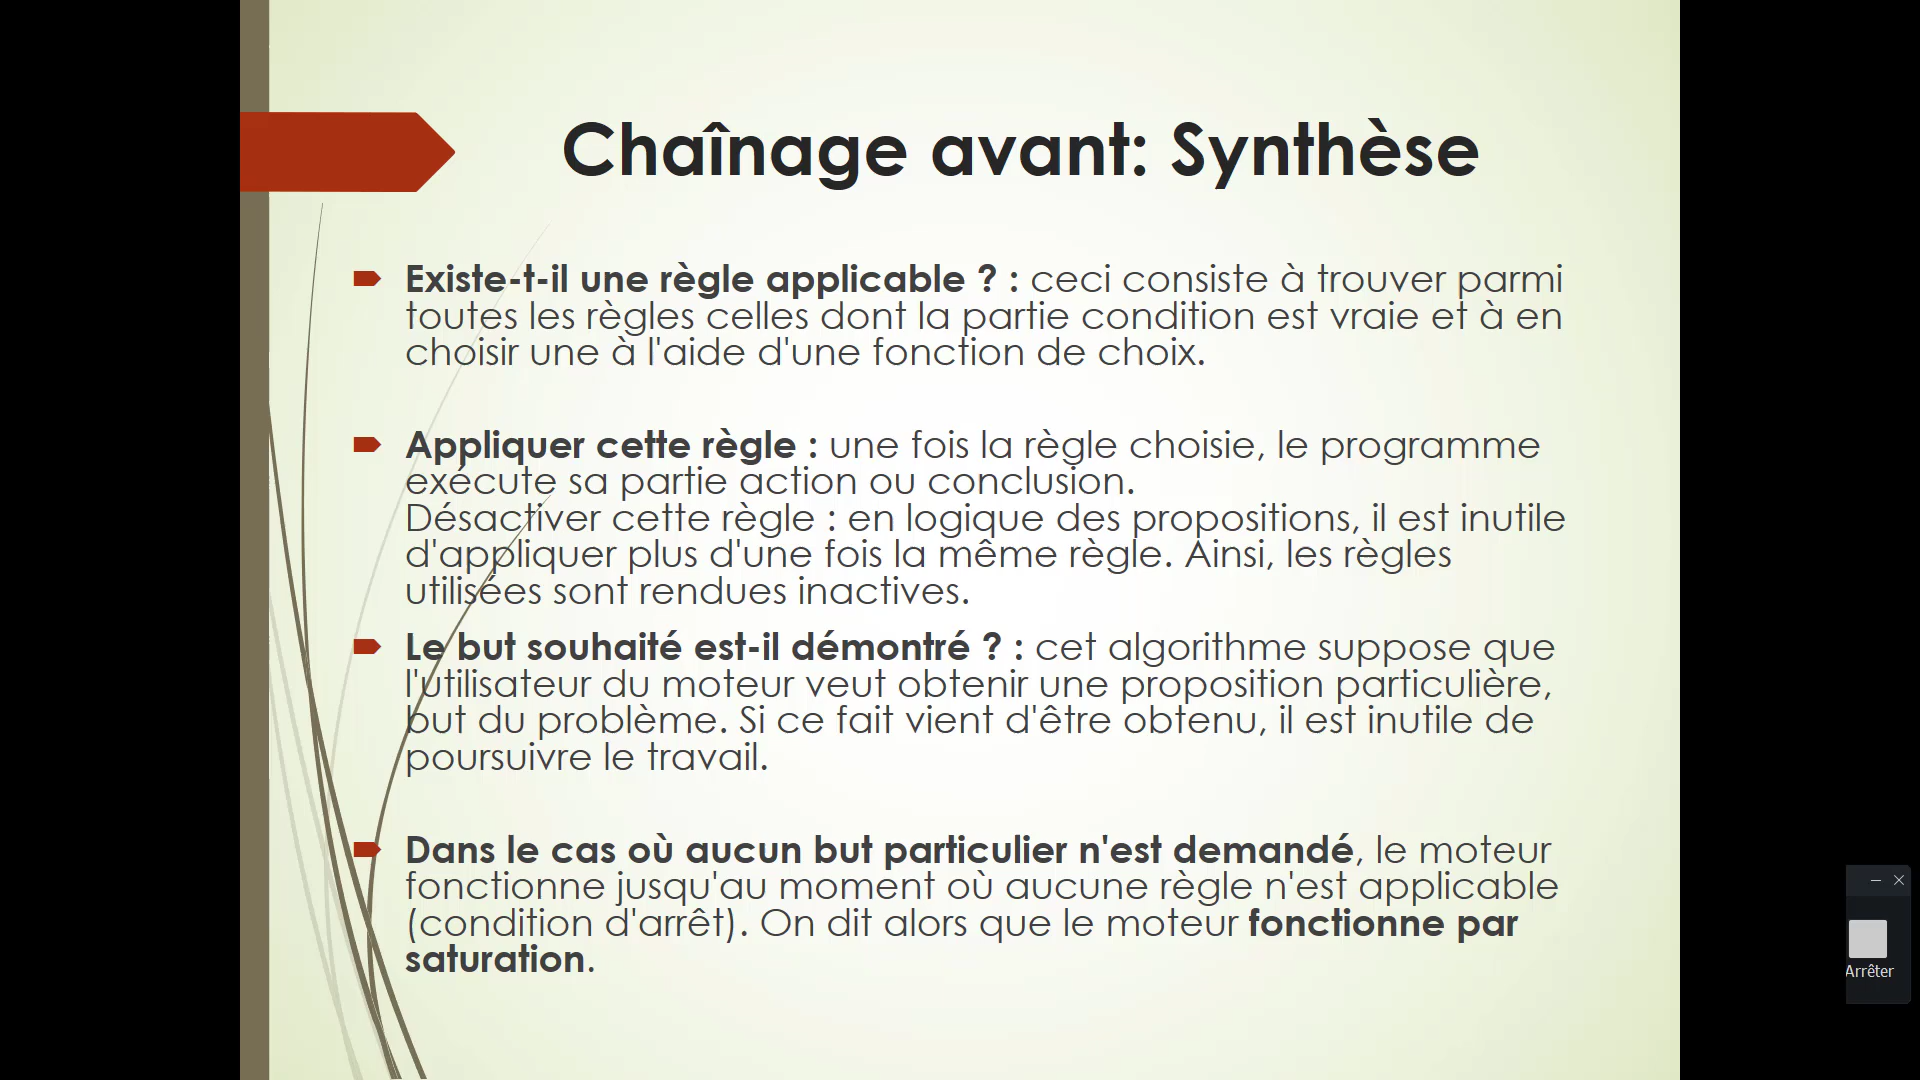 Chaînage avant: Synthèse
Existe-t-il une règle applicable ? : ceci consiste à trouver parmi
toutes les règles celles dont la partie condition est vraie et à en
choisir une à l'aide d'une fonction de choix.
Appliquer cette règle : une fois la règle choisie, le programme
exécute sa partie action ou conclusion.
Désactiver cette règle : en logique des propositions, il est inutile
d'appliquer plus d'une fois la même règle. Ainsi, les règles
utilisées sont rendues inactives.
Le but souhaité est-il démontré ? : cet algorithme suppose que
l'utilisateur du moteur veut obtenir une proposition particulière,
but du problème. Si ce fait vient d'être obtenu, il est inutile de
poursuivre le travail.
Dans le cas où aucun but particulier n'est demandé, le moteur
fonctionne jusqu'au moment où aucune règle n'est applicable
(condition d'arrêt). On dit alors que le moteur fonctionne par
saturation.
Arrêter